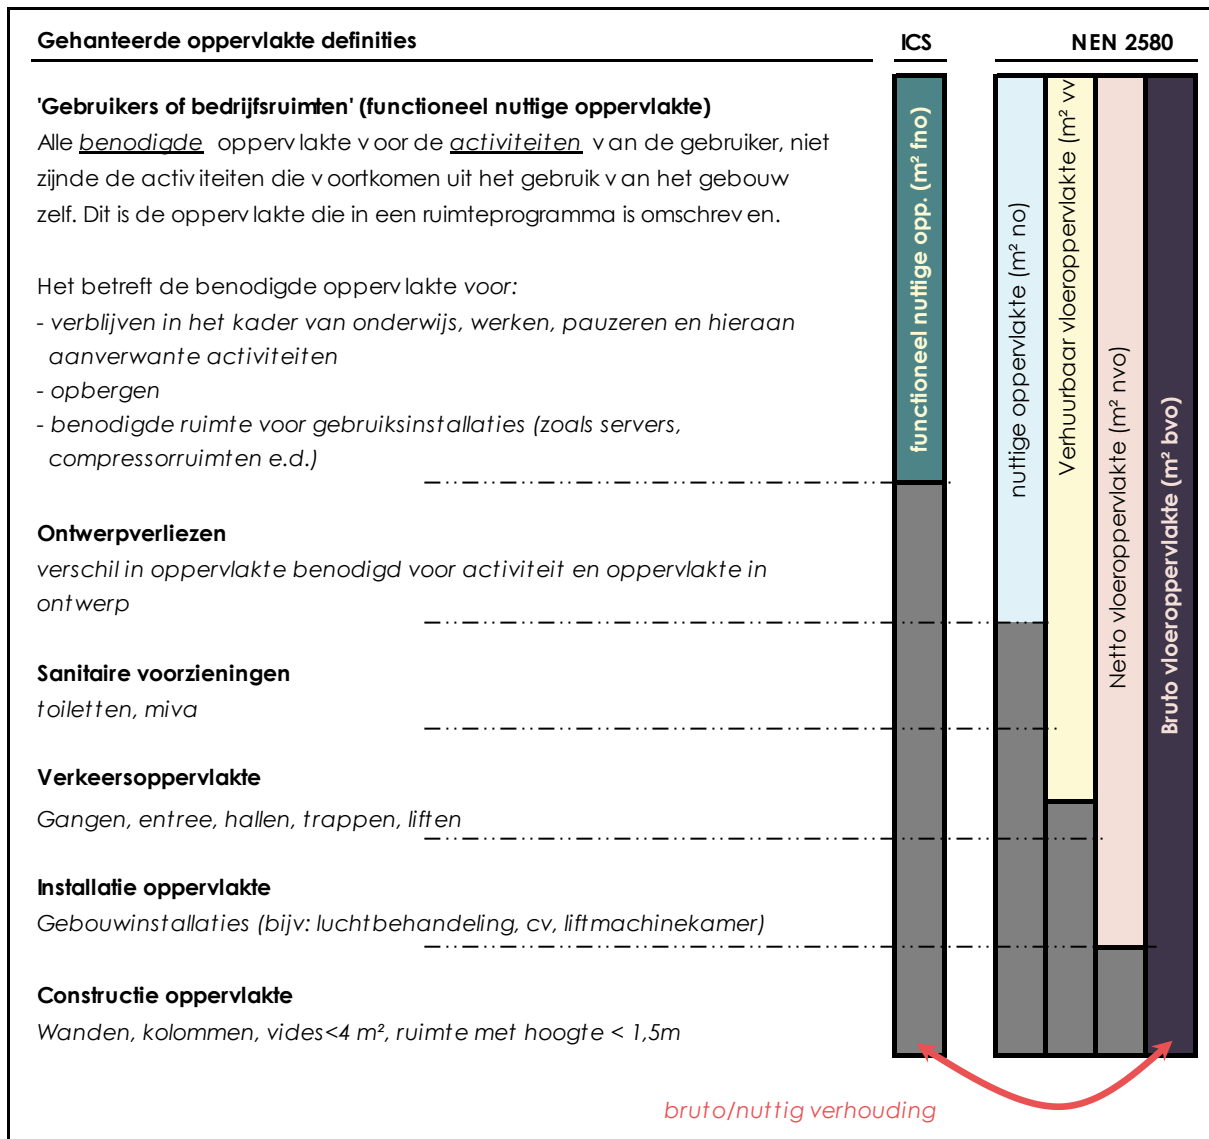 Gehanteerde oppervlakte definities
ICS
NEN 2580
'Gebruikers of bedrijfsruimten' (functioneel nuttige oppervlakte)
Alle benodigde oppervlakte voor de activiteiten van de gebruiker, niet
zijnde de activiteiten die voortkomen uit het gebruik van het gebouw
zelf. Dit is de oppervlakte die in een ruimteprogramma is omschreven.
Het betreft de benodigde oppervlakte voor:
- verblijven in het kader van onderwijs, werken, pauzeren en hieraan
aanverwante activiteiten
- opbergen
- benodigde ruimte voor gebruiksinstallaties (zoals servers,
compressorruimten e.d.)
Ontwerpverliezen
verschil in oppervlakte benodigd voor activiteit en oppervlakte in
ontwerp
Sanitaire voorzieningen
toiletten, miva
Verkeersoppervlakte
Gangen, entree, hallen, trappen, liften
Installatie oppervlakte
Gebouwinstallaties (bijv: luchtbehandeling, cv, liftmachinekamer)
Constructie oppervlakte
Wanden, kolommen, vides<4 m², ruimte met hoogte < 1,5m
functioneel nuttige opp. (m² fno)
nuttige oppervlakte (m² no)
Verhuurbaar vloeroppervlakte (m² vv
Netto vloeroppervlakte (m² nvo)
Bruto vloeroppervlakte (m² bvo)
bruto/nuttig verhouding